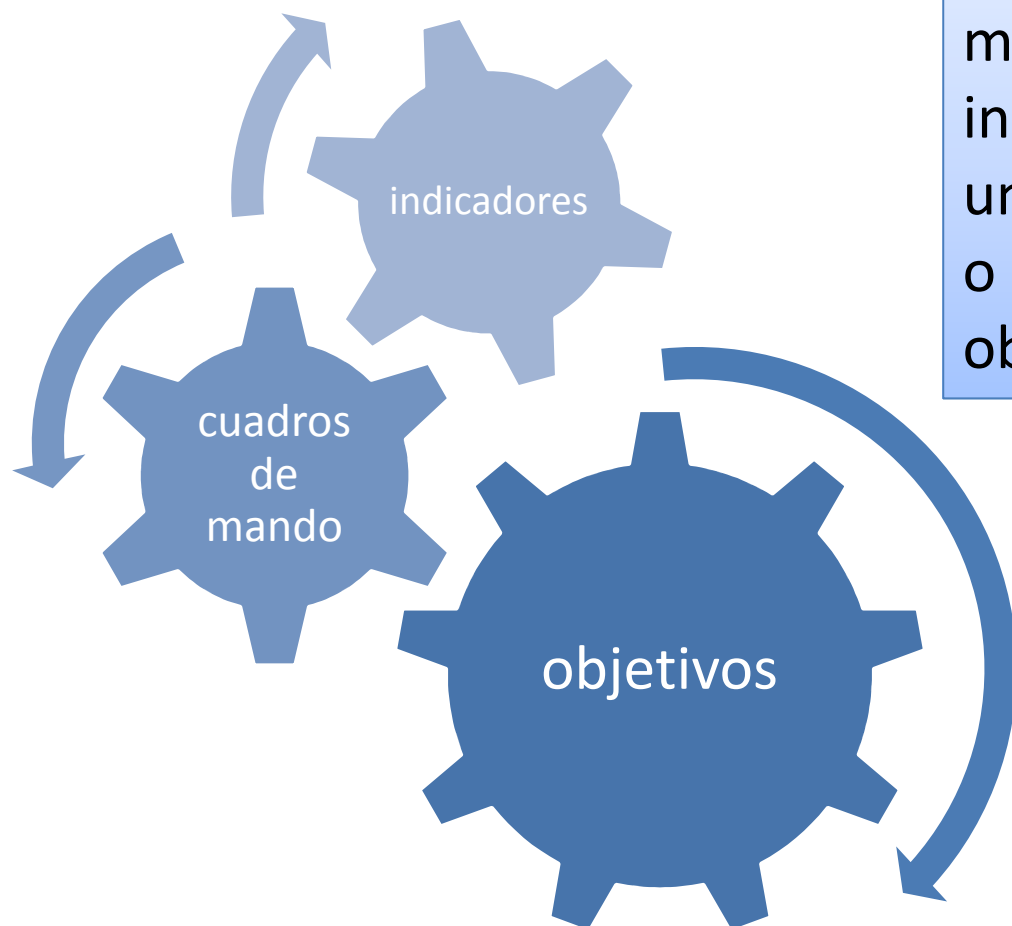 indicadores
cuadros
de
mando
objetivos
o